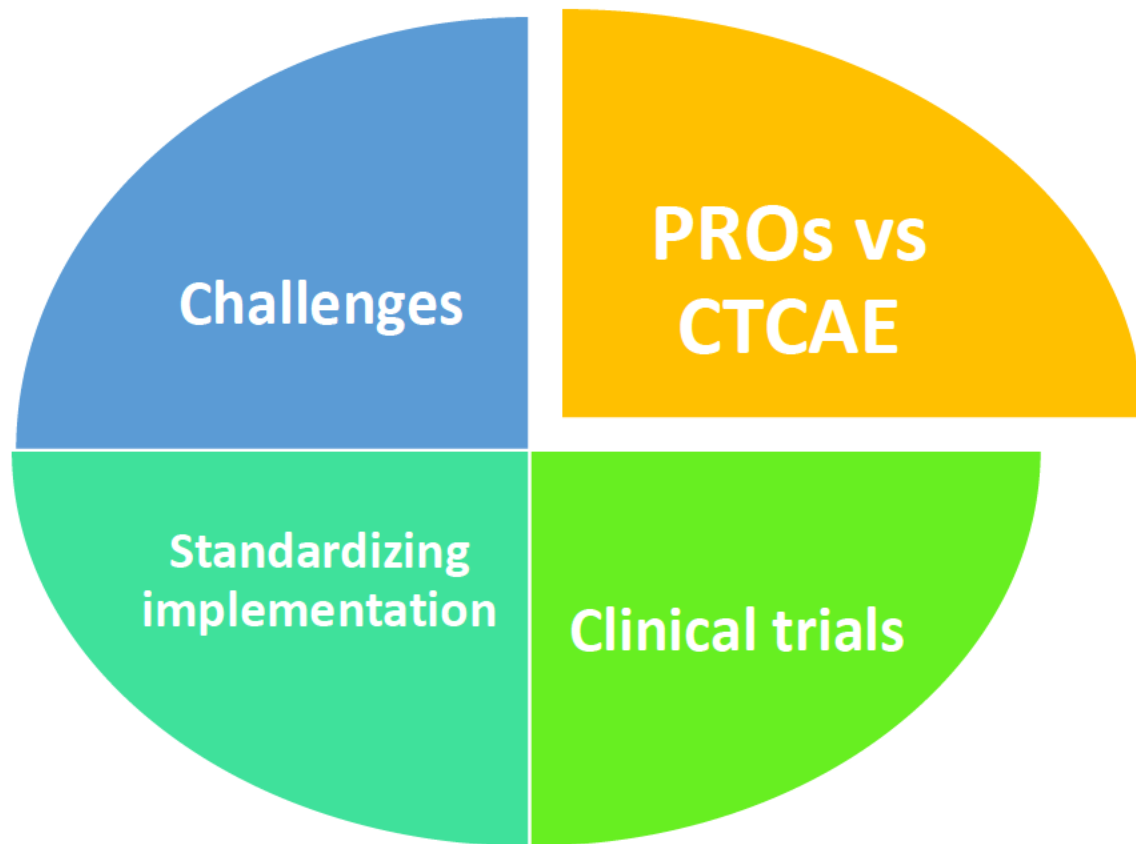 Challenges
PROs vs
CTCAE
Standardizing
implementation
Clinical trials